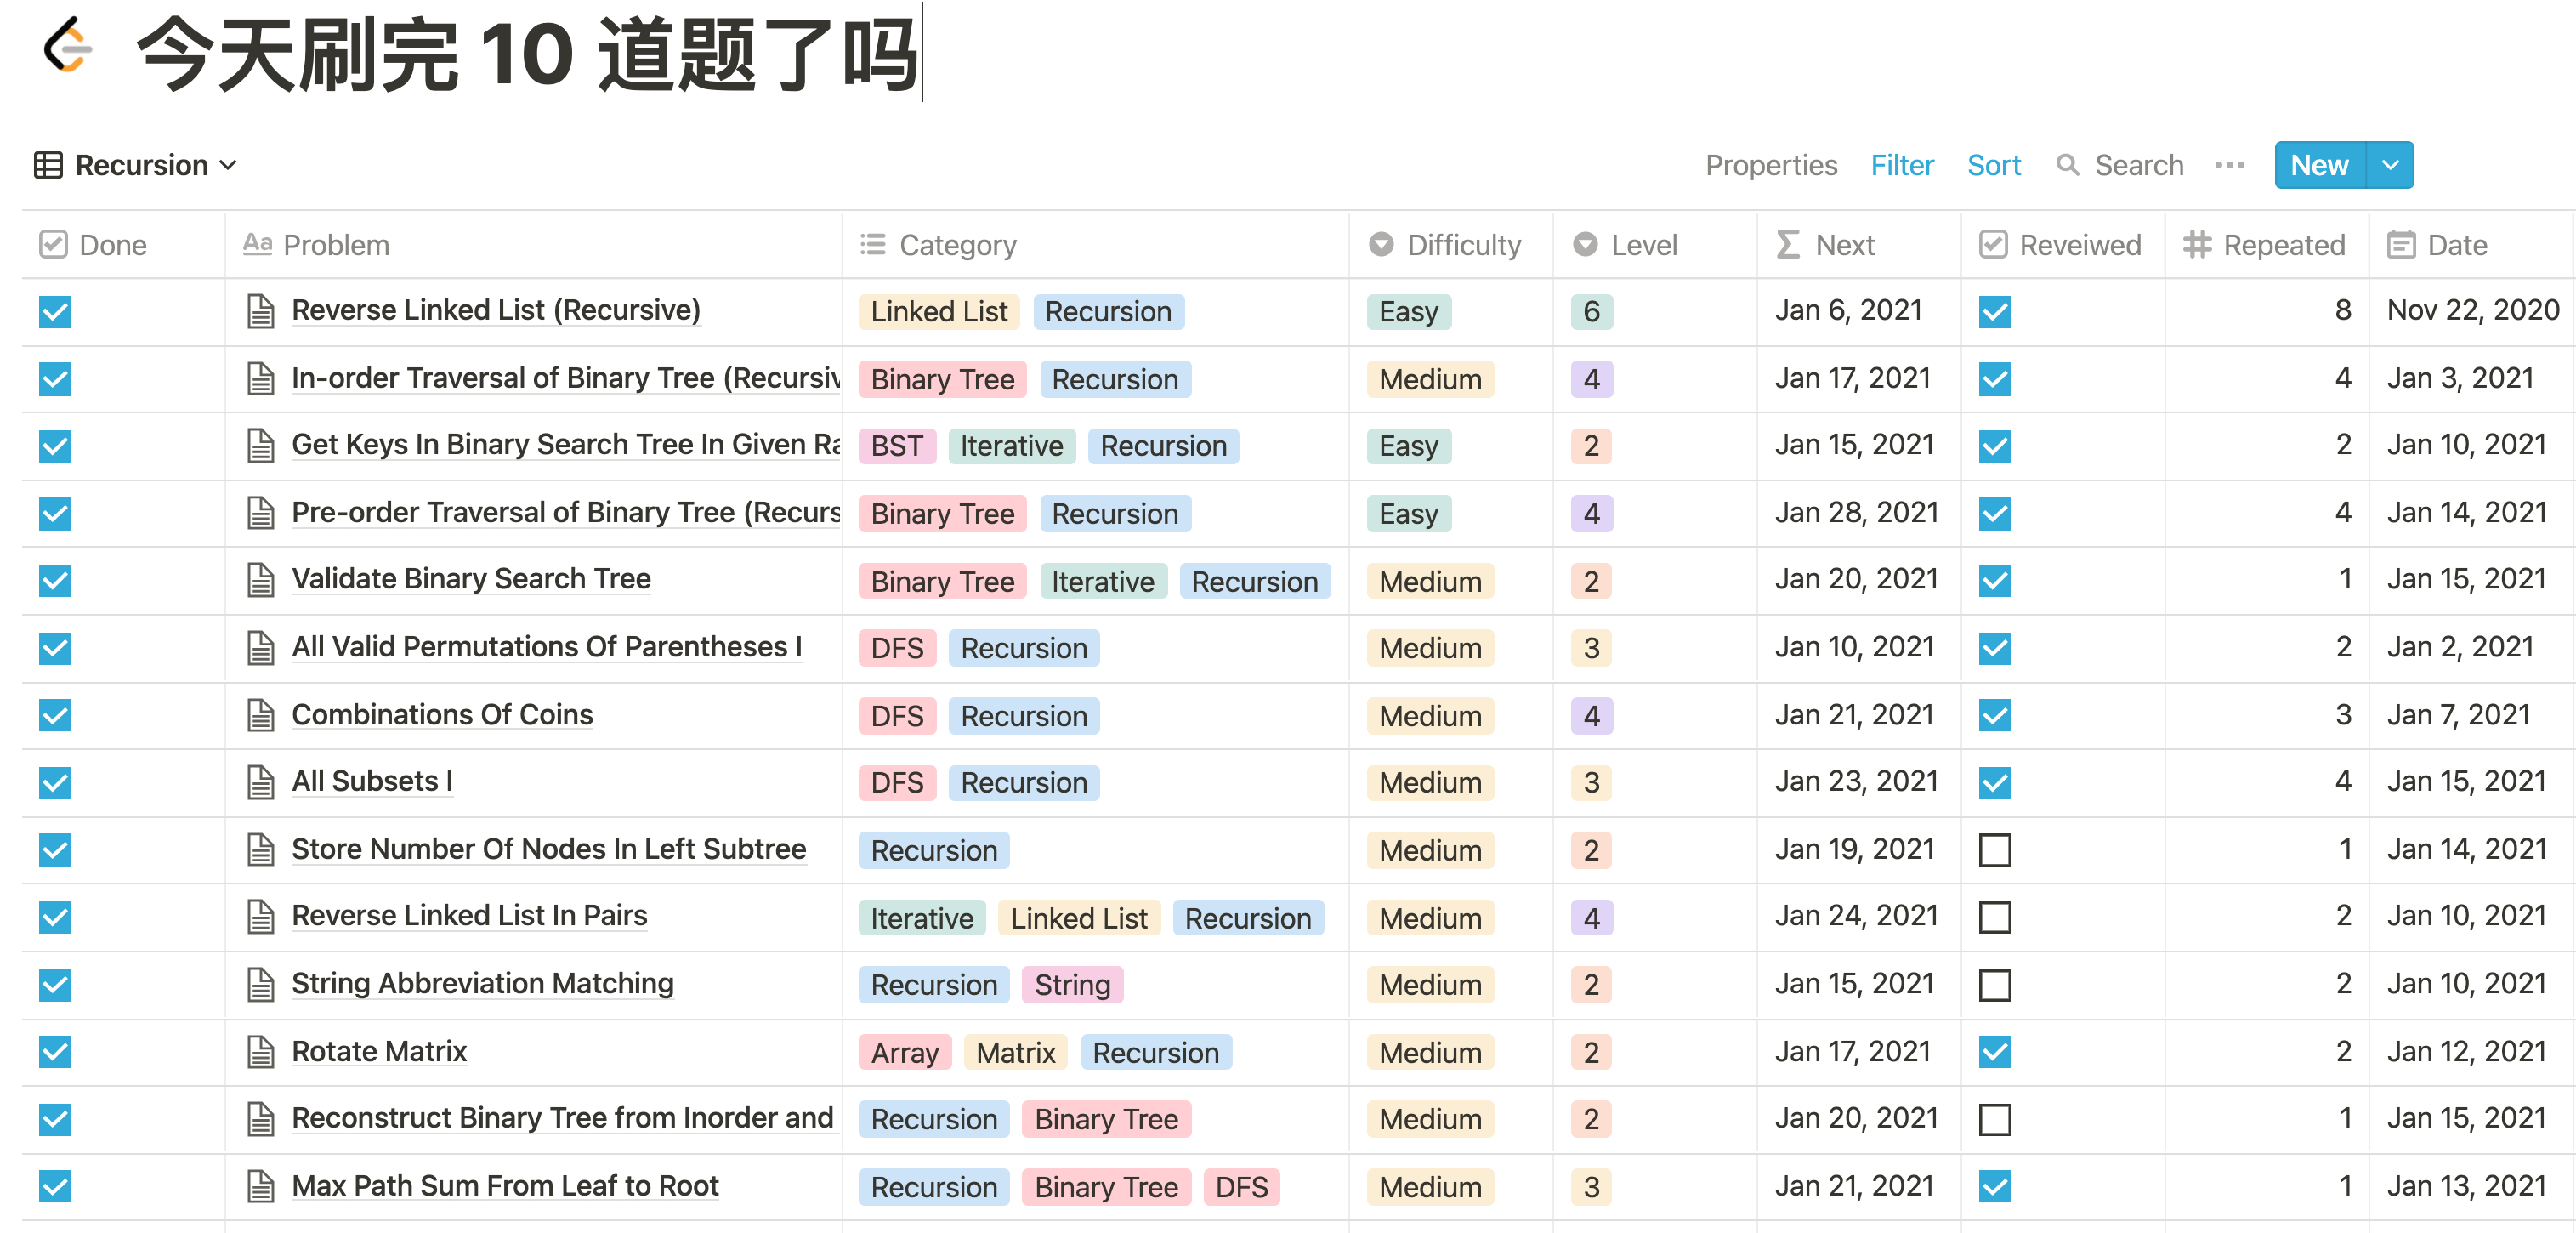 今天刷完 10 道题了吗
Recursion Properties Filter Sort Search New
Done Problem Category Difficulty Level Next Reveiwed Repeated Date
Reverse Linked List (Recursive) Linked List Recursion Easy 6 Jan 6, 2021 8 Nov 22, 2020
In-order Traversal of Binary Tree (Recursiv Binary Tree Recursion Medium 4 Jan 17, 2021 4 Jan 3, 2021
Get Keys In Binary Search Tree In Given Ra BST Iterative Recursion Easy 2 Jan 15, 2021 2 Jan 10, 2021
Pre-order Traversal of Binary Tree (Recurs Binary Tree Recursion Easy 4 Jan 28, 2021 4 Jan 14, 2021
Validate Binary Search Tree Binary Tree Iterative Recursion Medium 2 Jan 20, 2021 1 Jan 15, 2021
All Valid Permutations Of Parentheses I DFS Recursion Medium 3 Jan 10, 2021 2 Jan 2, 2021
Combinations Of Coins DFS Recursion Medium 4 Jan 21, 2021 3 Jan 7, 2021
All Subsets I DFS Recursion Medium 3 Jan 23, 2021 4 Jan 15, 2021
Store Number Of Nodes In Left Subtree Recursion Medium 2 Jan 19, 2021 1 Jan 14, 2021
Reverse Linked List In Pairs Iterative Linked List Recursion Medium 4 Jan 24, 2021 2 Jan 10, 2021
String Abbreviation Matching Recursion String Medium 2 Jan 15, 2021 2 Jan 10, 2021
Rotate Matrix Array Matrix Recursion Medium 2 Jan 17, 2021 2 Jan 12, 2021
Reconstruct Binary Tree from Inorder and Recursion Binary Tree Medium 2 Jan 20, 2021 1 Jan 15, 2021
Max Path Sum From Leaf to Root Recursion Binary Tree DFS Medium 3 Jan 21, 2021 1 Jan 13, 2021